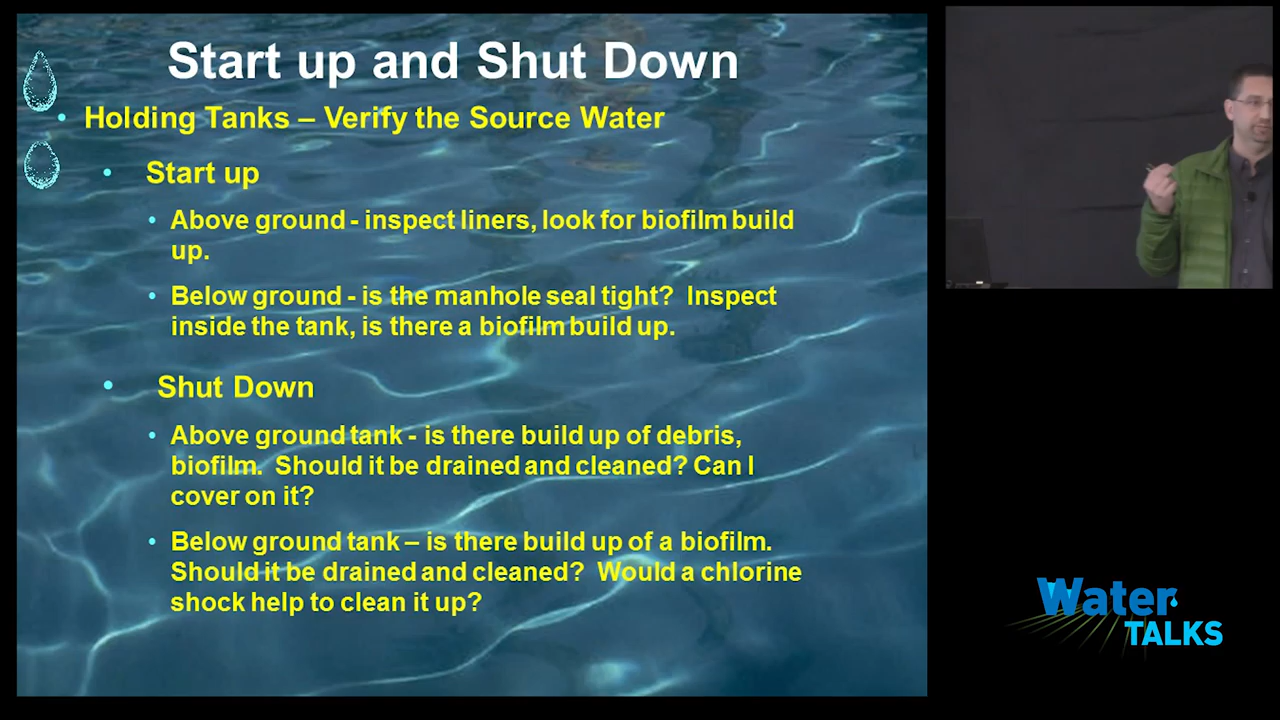 Start up and Shut Down
• Holding Tanks – Verify the Source Water
• Start up
• Above ground - inspect liners, look for biofilm build
up.
• Below ground - is the manhole seal tight? Inspect
inside the tank, is there a biofilm build up.
• Shut Down
• Above ground tank - is there build up of debris,
biofilm. Should it be drained and cleaned? Can I
cover on it?
• Below ground tank – is there build up of a biofilm.
Should it be drained and cleaned? Would a chlorine
shock help to clean it up?
Water
TALKS